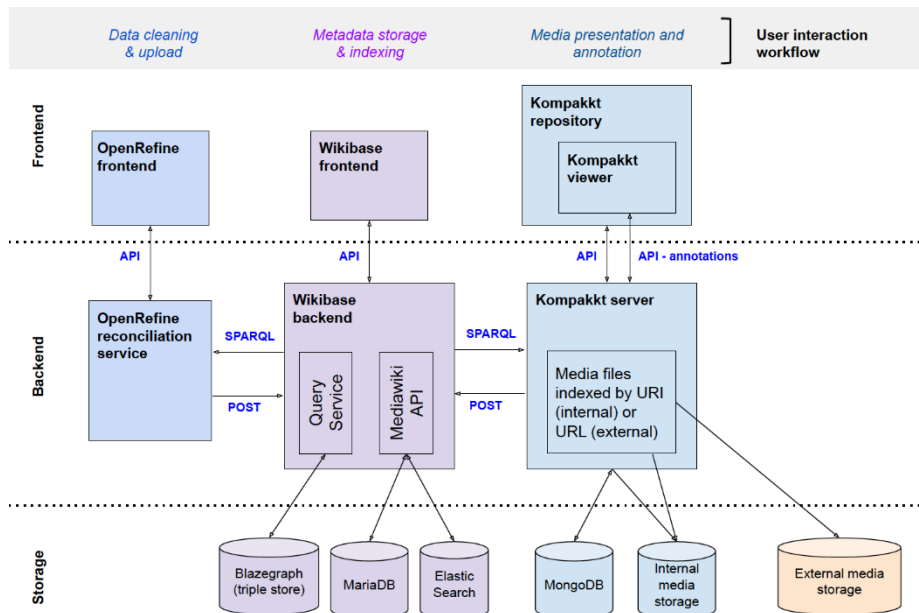 Data cleaning
& upload
Metadata storage
& indexing
Media presentation and
annotation
User interaction
workflow
Frontend
OpenRefine
frontend
Wikibase
frontend
Kompakkt
repository
Kompakkt
viewer
API
API
API
API - annotations
Backend
OpenRefine
reconciliation
service
SPARQL
POST
Wikibase
backend
Query
Service
Mediawiki
API
SPARQL
POST
Kompakkt server
Media files
indexed by URI
(internal) or
URL (external)
Storage
Blazegraph
(triple store)
MariaDB
Elastic
Search
MongoDB
Internal
media
storage
External media
storage